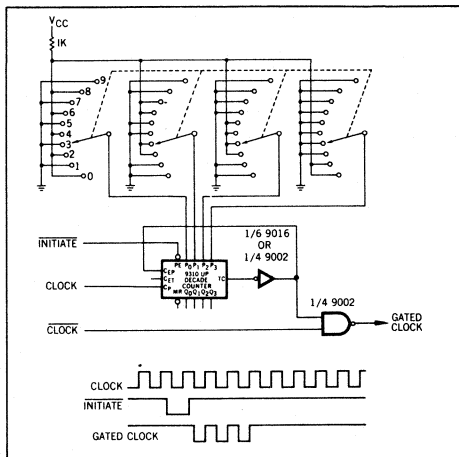 VCC
1K
9
8
7
6
5
4
3
2
1
0
INITIATE
CLOCK
CLOCK
PE P0 P1 P2 P3
CEP
CET
CP
9310 UP
DECADE
COUNTER
TC
MR Q0 Q1 Q2 Q3
1/6 9016
OR
1/4 9002
1/4 9002
GATED
CLOCK
CLOCK
INITIATE
GATED CLOCK